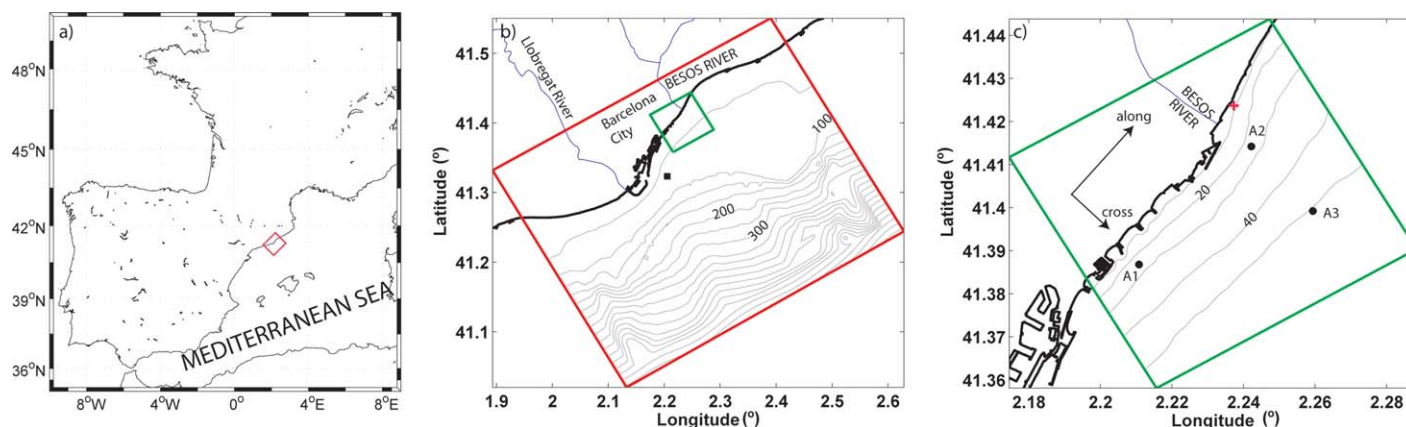 a)
48°N
45°N
42°N
39°N
36°N
8°W
4°W
0°
4°E
8°E
MEDITERRANEAN SEA
b)
Latitude (°)
41.5
41.4
41.3
41.2
41.1
1.9
2
2.1
2.2
2.3
2.4
2.5
2.6
Longitude (°)
Llobregat River
BESOS RIVER
Barcelona
City
100
200
300
c)
Latitude (°)
41.44
41.43
41.42
41.41
41.4
41.39
41.38
41.37
41.36
2.18
2.2
2.22
2.24
2.26
2.28
Longitude (°)
BESOS
RIVER
along
cross
A2
20
40
A3
A1